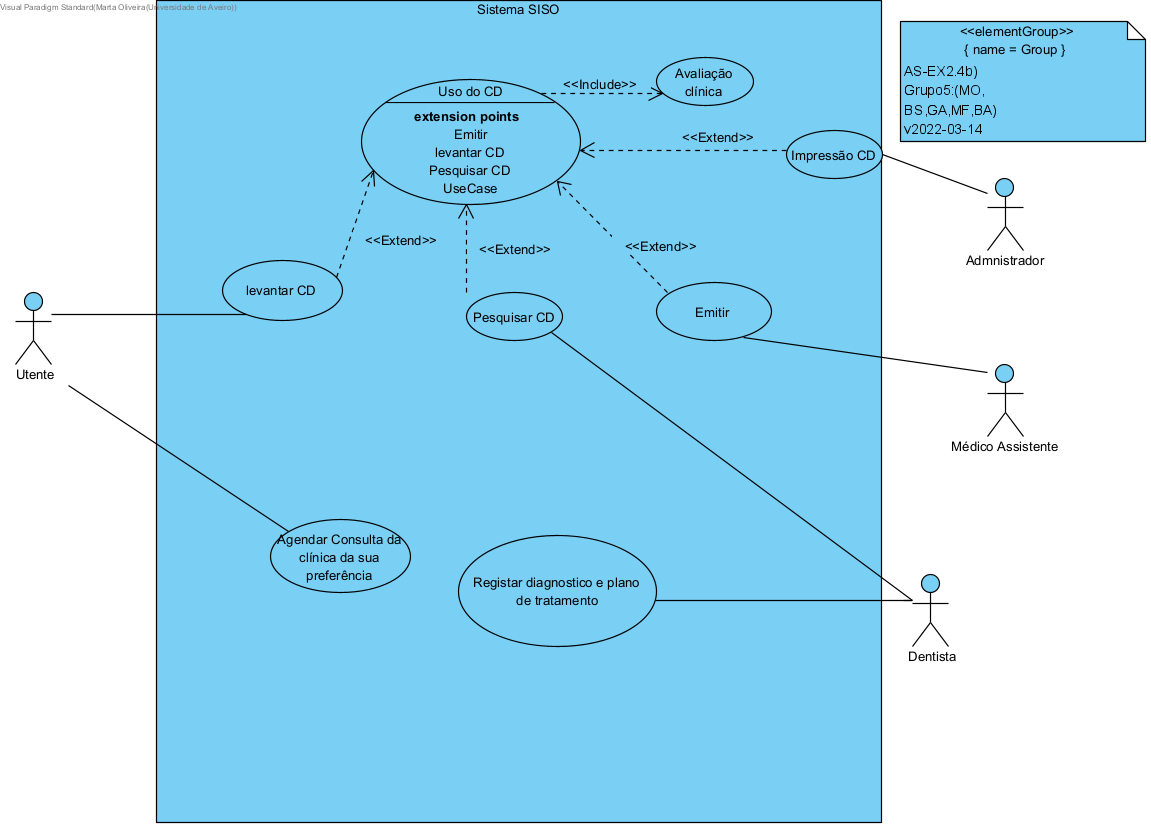 Visual Paradigm Standard(Marta Oliveira(Universidade de Aveiro))
Sistema SISO
<<elementGroup>>
{ name = Group }
AS-EX2.4b)
Grupo5:(MO,
BS,GA,MF,BA)
v2022-03-14
Uso do CD
extension points
Emitir
levantar CD
Pesquisar CD
UseCase
<<Include>>
Avaliação
clínica
<<Extend>>
Impressão CD
Admnistrador
<<Extend>>
<<Extend>>
<<Extend>>
levantar CD
Pesquisar CD
Emitir
Utente
Médico Assistente
Agendar Consulta da
clínica da sua
preferência
Registar diagnostico e plano
de tratamento
Dentista